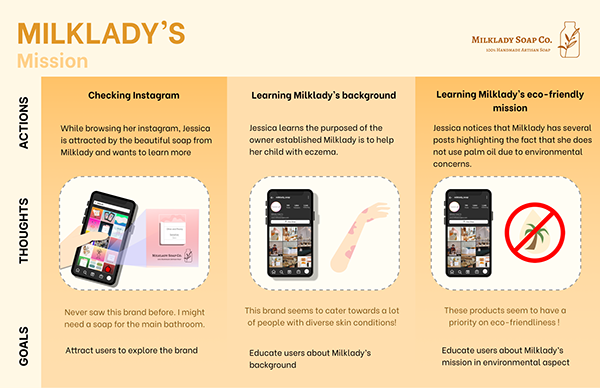 MILKLADY'S
Mission
MILKLADY SOAP CO.
100% HANDMADE ARTISAN SOAP
ACTIONS
Checking Instagram
While browsing her instagram, Jessica
is attracted by the beautiful soap from
Milklady and wants to learn more
Learning Milklady's background
Jessica learns the purposed of the
owner established Milklady is to help
her child with eczema.
Learning Milklady's eco-friendly
mission
Jessica notices that Milklady has several
posts highlighting the fact that she does
not use palm oil due to environmental
concerns.
THOUGHTS
MILKLADY SOAP CO.
Never saw this brand before. I might
need a soap for the main bathroom.
This brand seems to cater towards a lot
of people with diverse skin conditions!
These products seem to have a
priority on eco-friendliness !
GOALS
Attract users to explore the brand
Educate users about Milklady's
background
Educate users about Milklady's
mission in environmental aspect